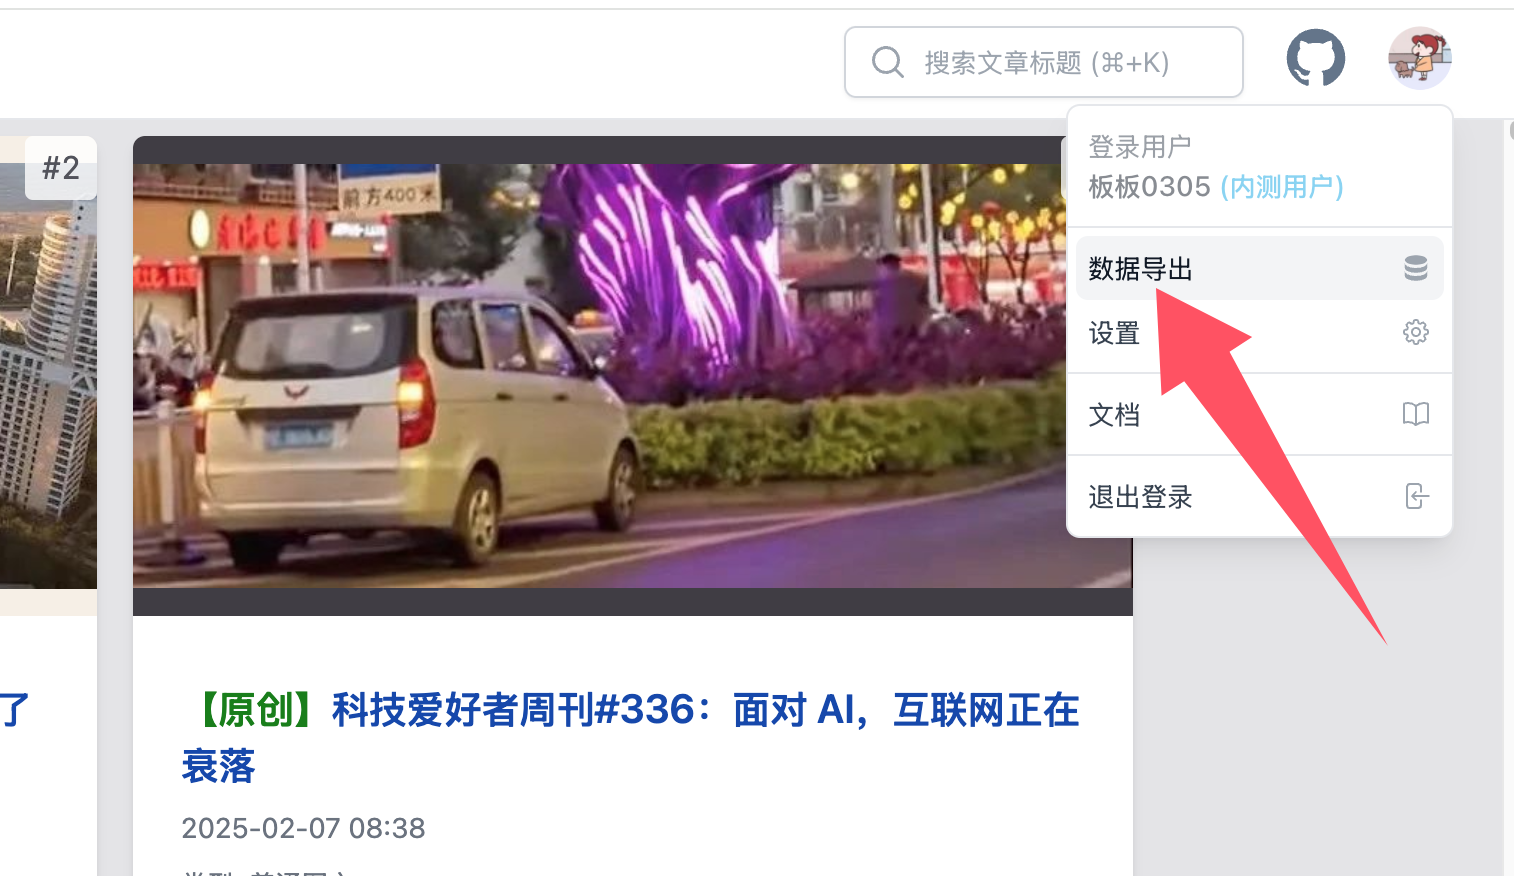 搜索文章标题 (⌘+K)
#2
登录用户
板板0305 (内测用户)
数据导出
设置
文档
退出登录
前方400米
了
【原创】科技爱好者周刊#336：面对 AI，互联网正在
衰落
2025-02-07 08:38